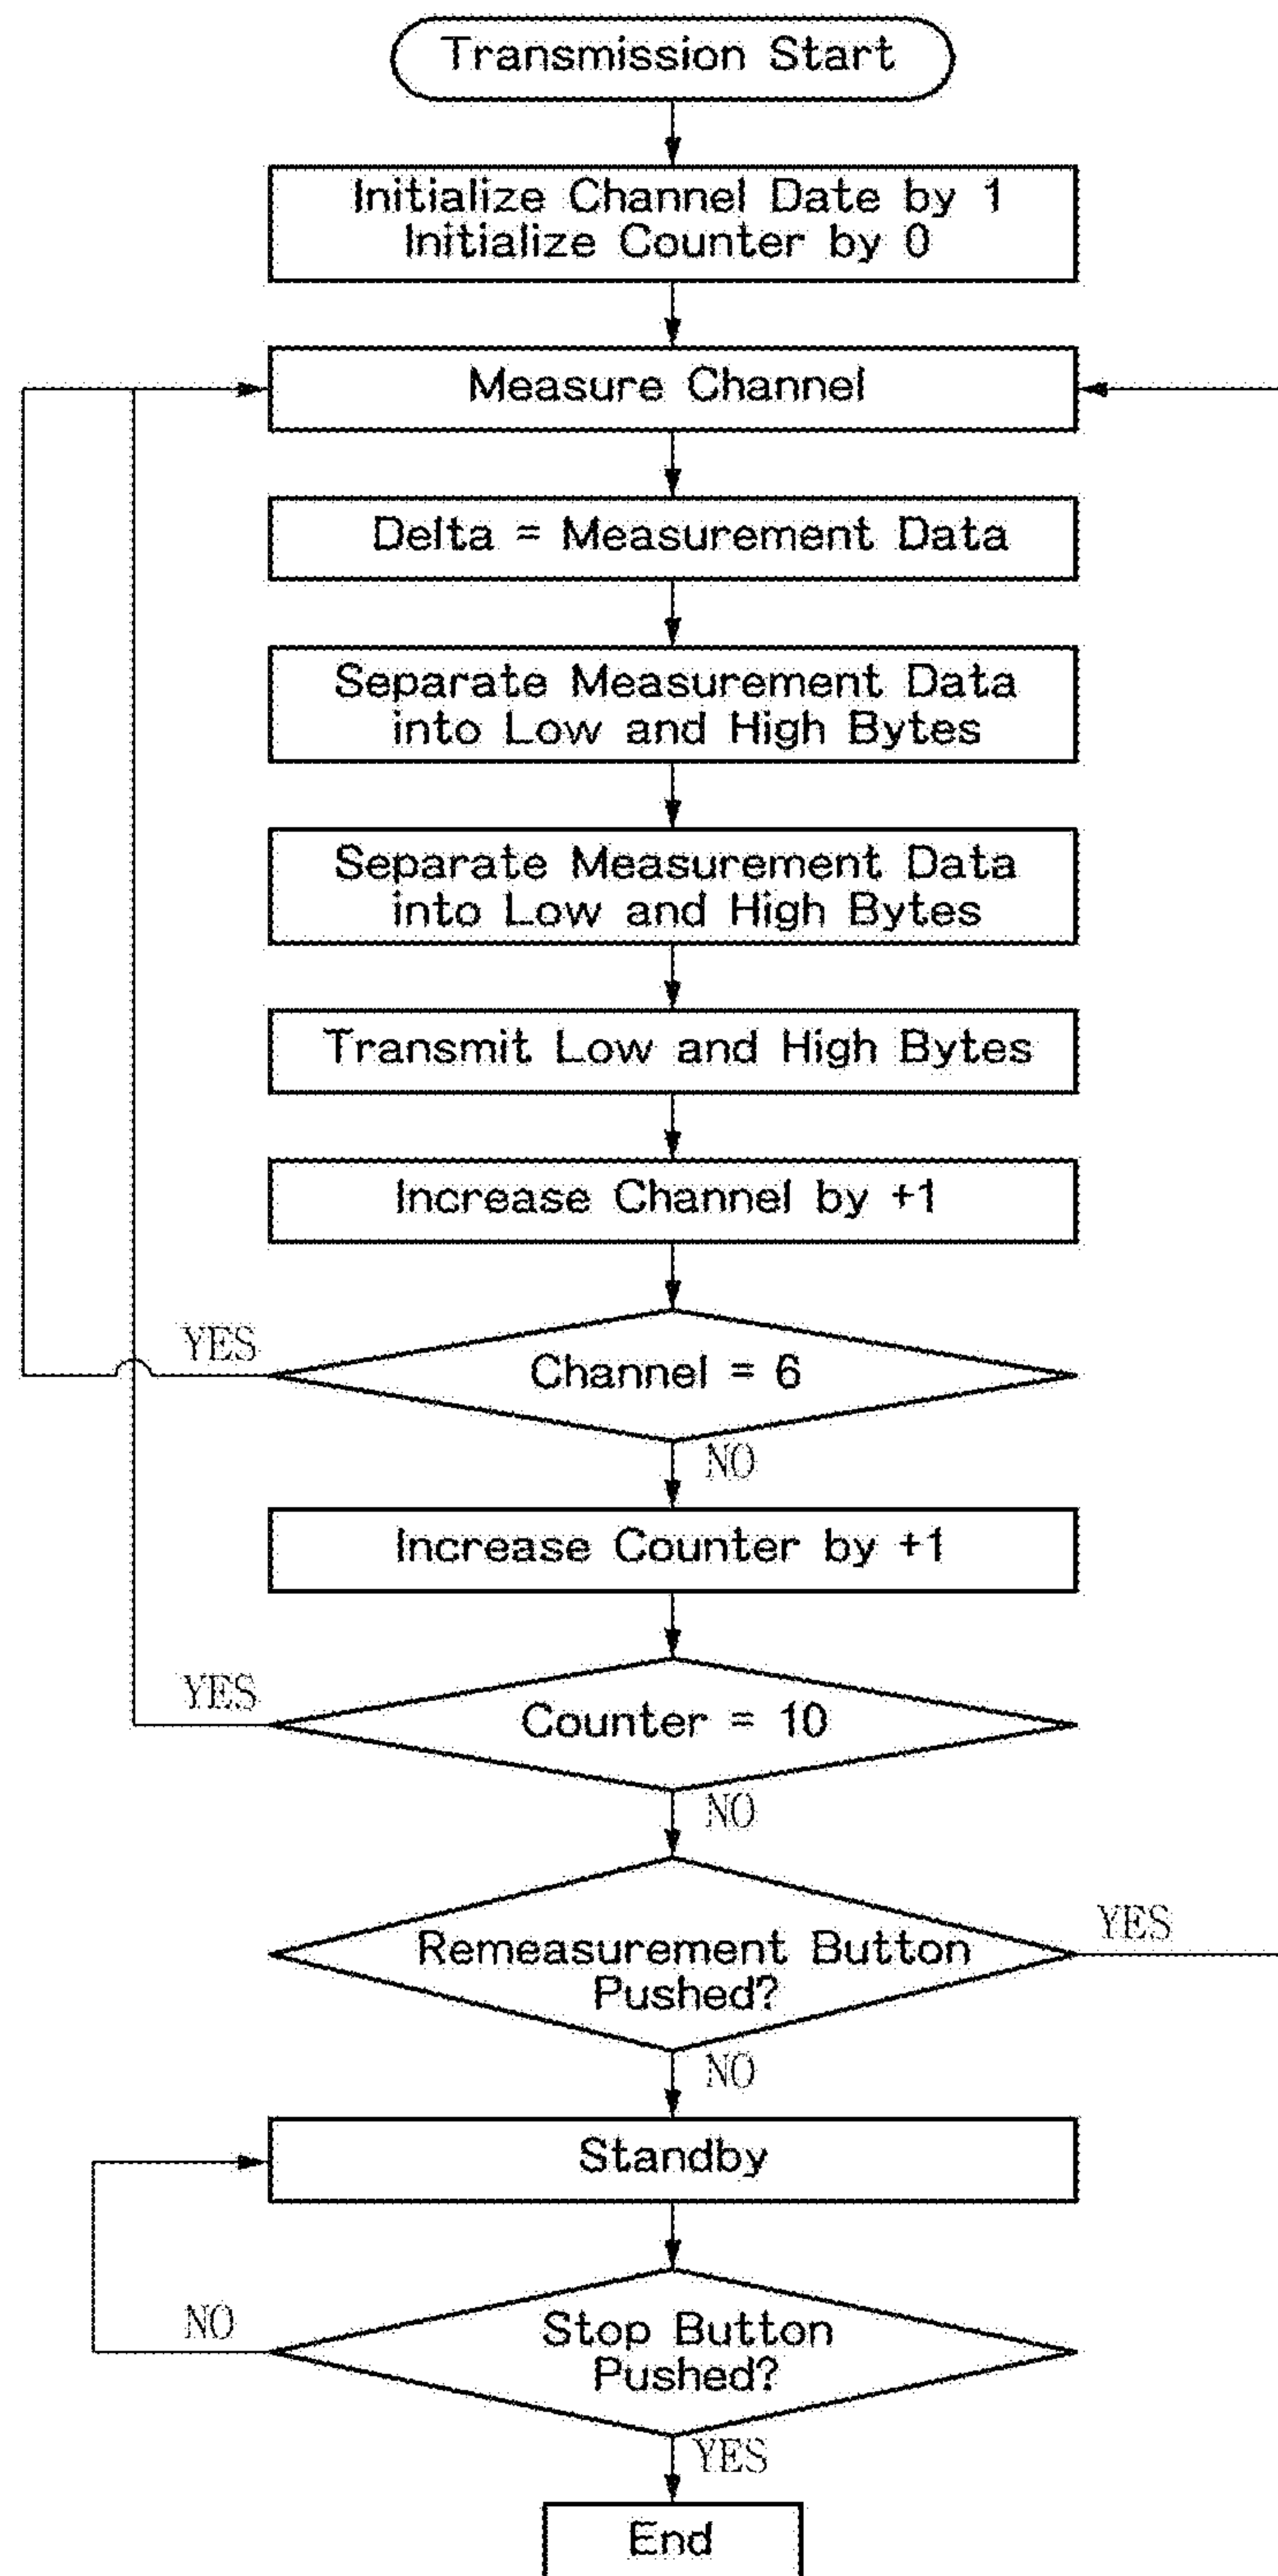 Transmission Start
Initialize Channel Date by 1
Initialize Counter by 0
Measure Channel
Delta = Measurement Data
Separate Measurement Data
into Low and High Bytes
Separate Measurement Data
into Low and High Bytes
Transmit Low and High Bytes
Increase Channel by +1
YES
Channel = 6
NO
Increase Counter by +1
YES
Counter = 10
NO
YES
Remeasurement Button
Pushed?
NO
Standby
NO
Stop Button
Pushed?
YES
End